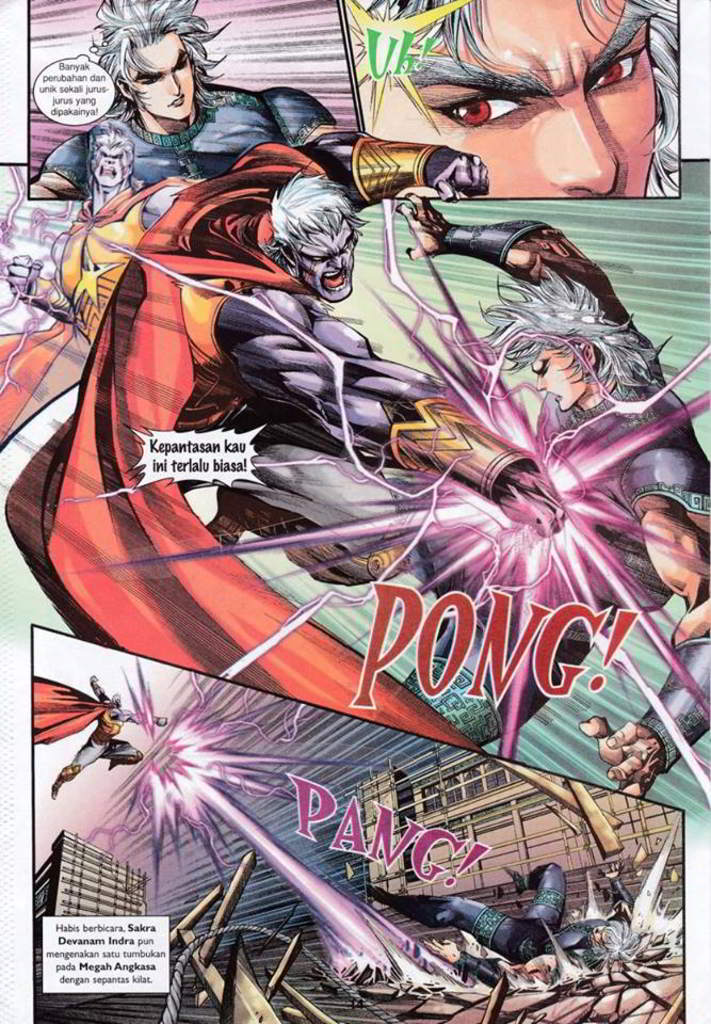 Banyak
perubahan dan
unik sekali jurus-
jurus yang
dipakainya!
Uh!
Kepantasan kau
ini terlalu biasa!
PONG!
PANG!
Habis berbicara, Sakra
Devanam Indra pun
mengenakan satu tumbukan
pada Megah Angkasa
dengan sepantas kilat.
14